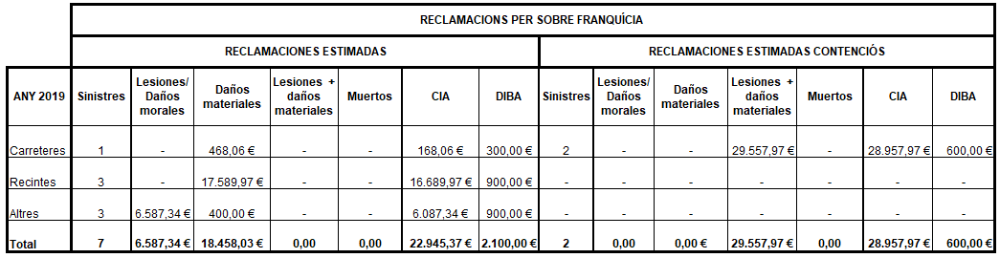 RECLAMACIONS PER SOBRE FRANQUÍCIA
RECLAMACIONES ESTIMADAS RECLAMACIONES ESTIMADAS CONTENCIÓS
ANY 2019 Sinistres Lesiones/ Daños morales Daños materiales Lesiones + daños materiales Muertos CIA DIBA Sinistres Lesiones/ Daños morales Daños materiales Lesiones + daños materiales Muertos CIA DIBA
Carreteres 1 - 468,06 € - - 168,06 € 300,00 € 2 - - 29.557,97 € - 28.957,97 € 600,00 €
Recintes 3 - 17.589,97 € - - 16.689,97 € 900,00 € - - - - - - -
Altres 3 6.587,34 € 400,00 € - - 6.087,34 € 900,00 € - - - - - - -
Total 7 6.587,34 € 18.458,03 € 0,00 0,00 22.945,37 € 2.100,00 € 2 0,00 0,00 € 29.557,97 € 0,00 28.957,97 € 600,00 €